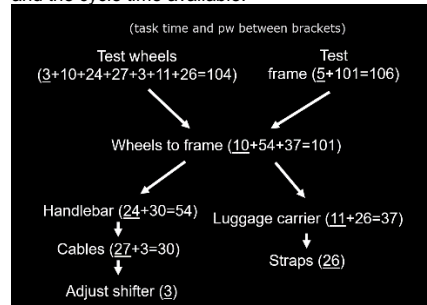 and the cycle time available.
(task time and pw between brackets)
Test wheels
(3+10+24+27+3+11+26=104)
Test
frame (5+101=106)
Wheels to frame (10+54+37=101)
Handlebar (24+30=54)
Luggage carrier (11+26=37)
Cables (27+3=30)
Straps (26)
Adjust shifter (3)